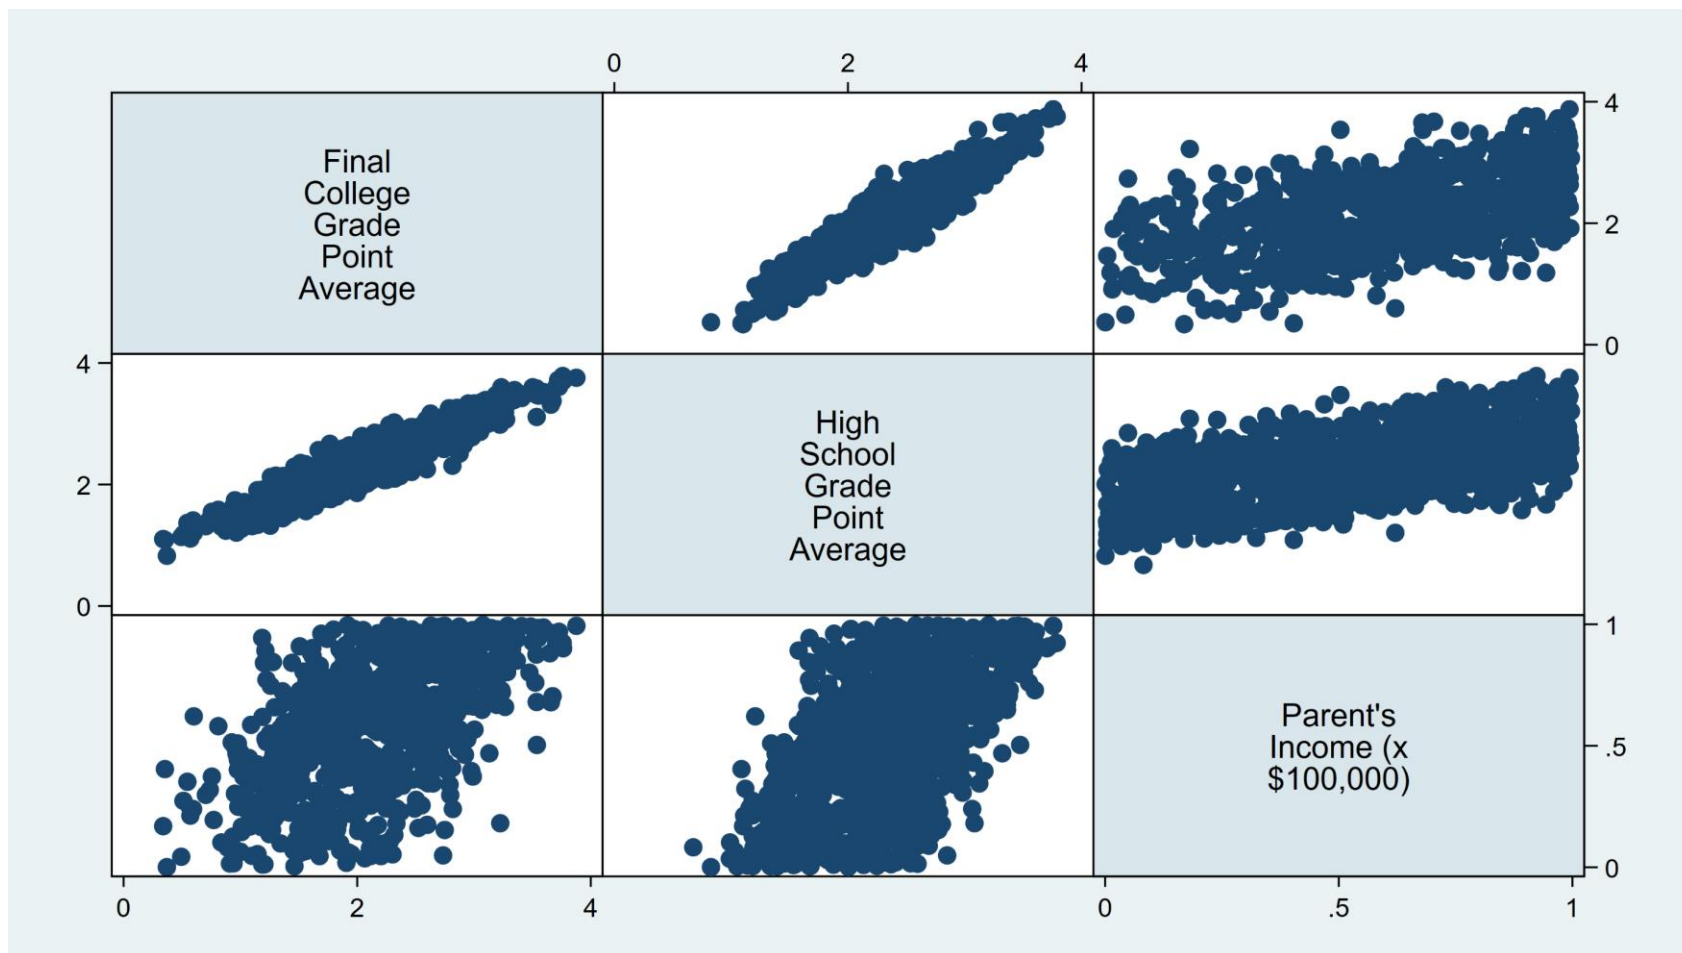 0 2 4
Final
College
Grade
Point
Average
4
2
0
4
2
0
High
School
Grade
Point
Average
1
.5
0
Parent's
Income (x
$100,000)
0 2 4
0 .5 1